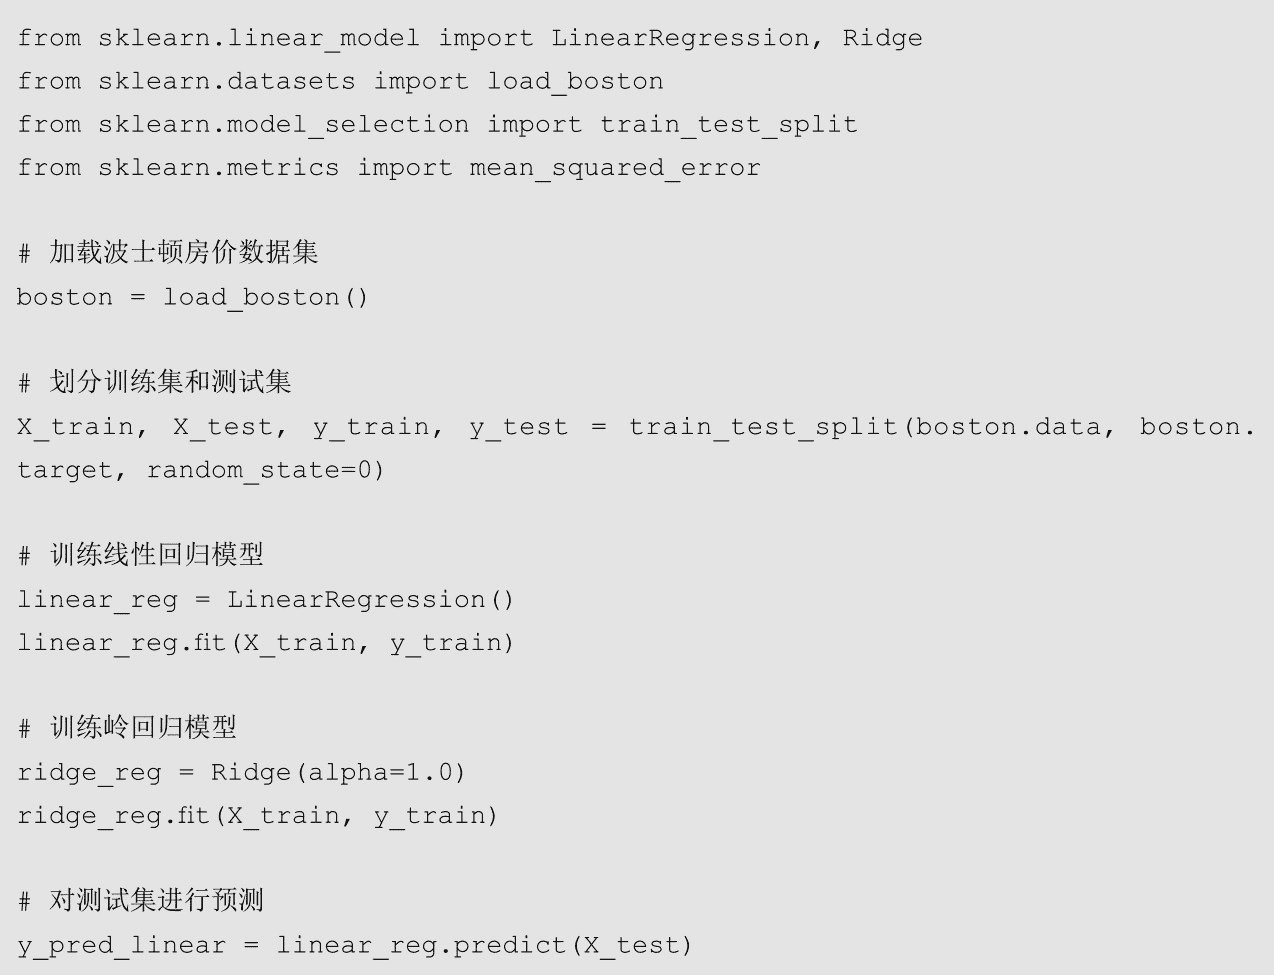 from sklearn.linear_model import LinearRegression, Ridge
from sklearn.datasets import load_boston
from sklearn.model_selection import train_test_split
from sklearn.metrics import mean_squared_error
# 加载波士顿房价数据集
boston = load_boston()
# 划分训练集和测试集
X_train, X_test, y_train, y_test = train_test_split(boston.data, boston.
target, random_state=0)
# 训练线性回归模型
linear_reg = LinearRegression()
linear_reg.fit(X_train, y_train)
# 训练岭回归模型
ridge_reg = Ridge(alpha=1.0)
ridge_reg.fit(X_train, y_train)
# 对测试集进行预测
y_pred_linear = linear_reg.predict(X_test)